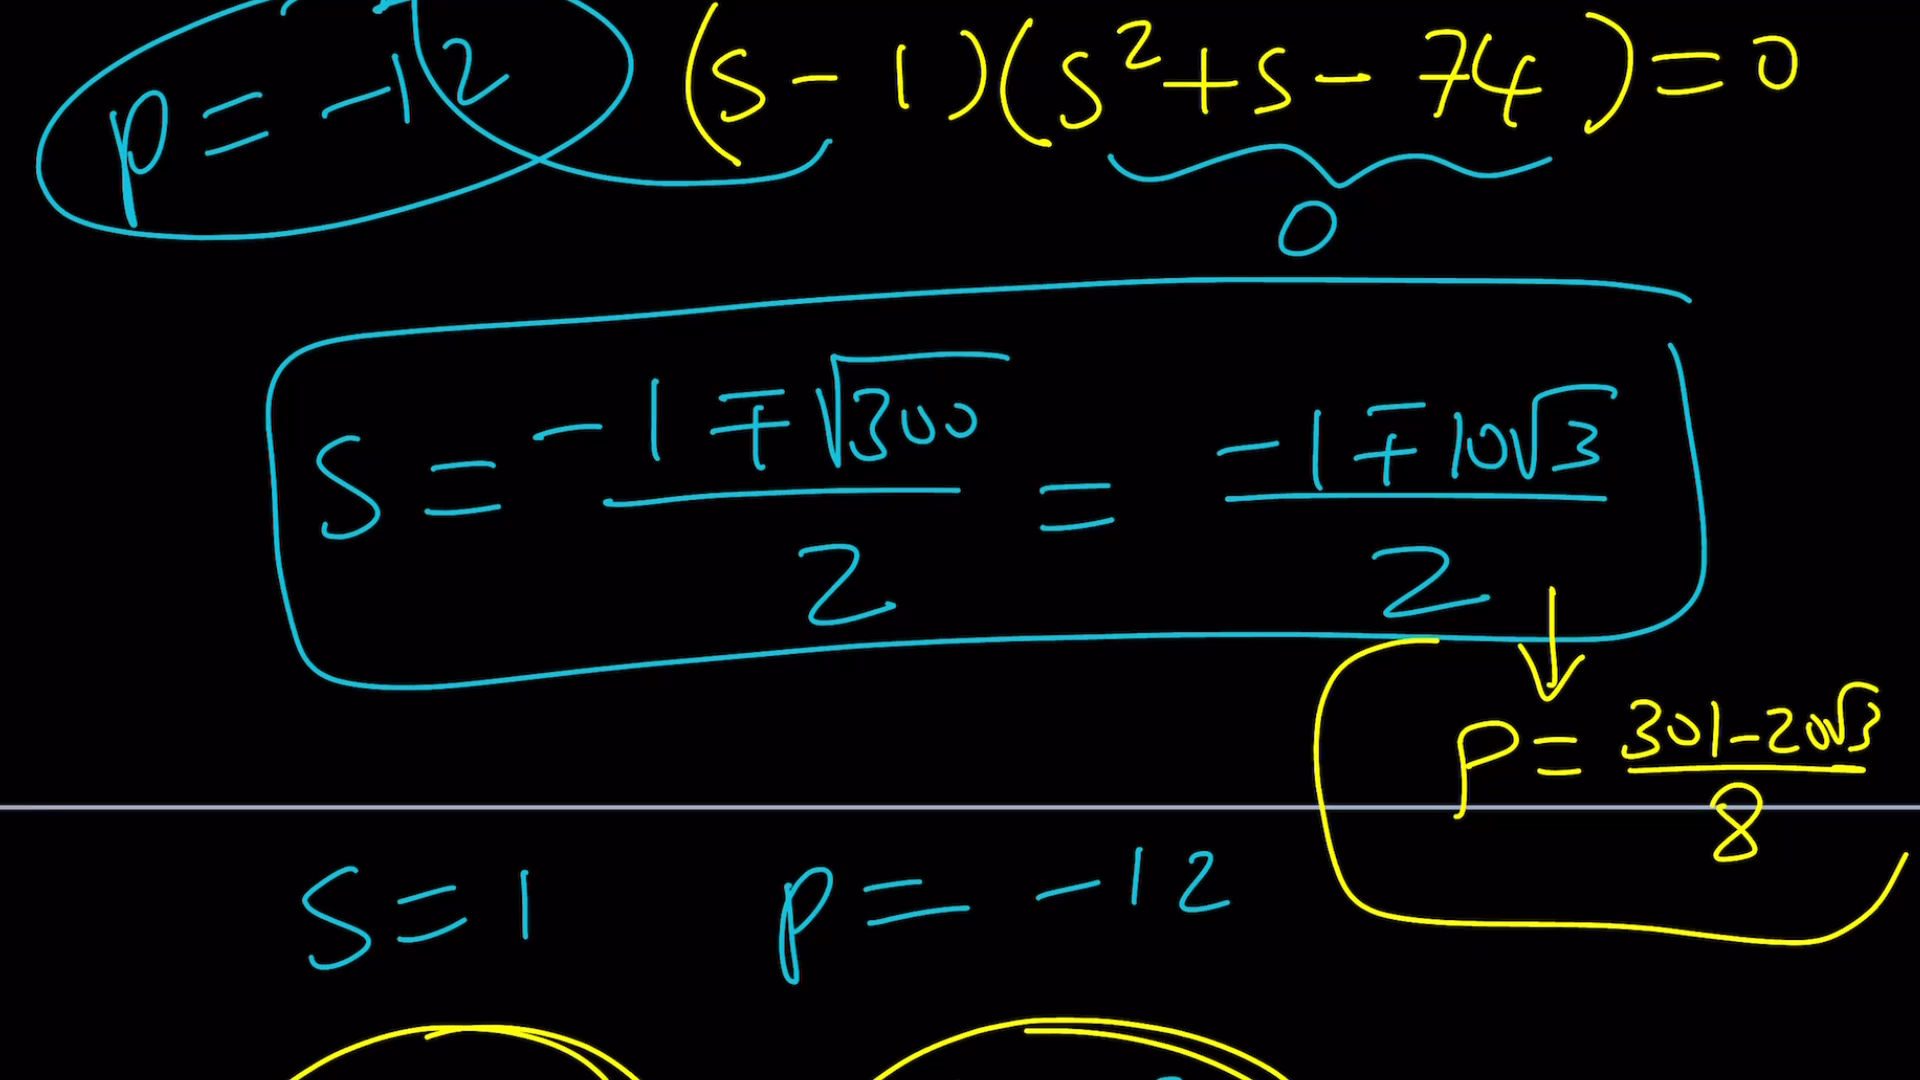 p = -12 (s - 1)(s² + s - 74) = 0
0
s = (-1 ∓ √300)/2 = (-1 ∓ 10√3)/2
p = (301 - 20√3)/8
s = 1 p = -12